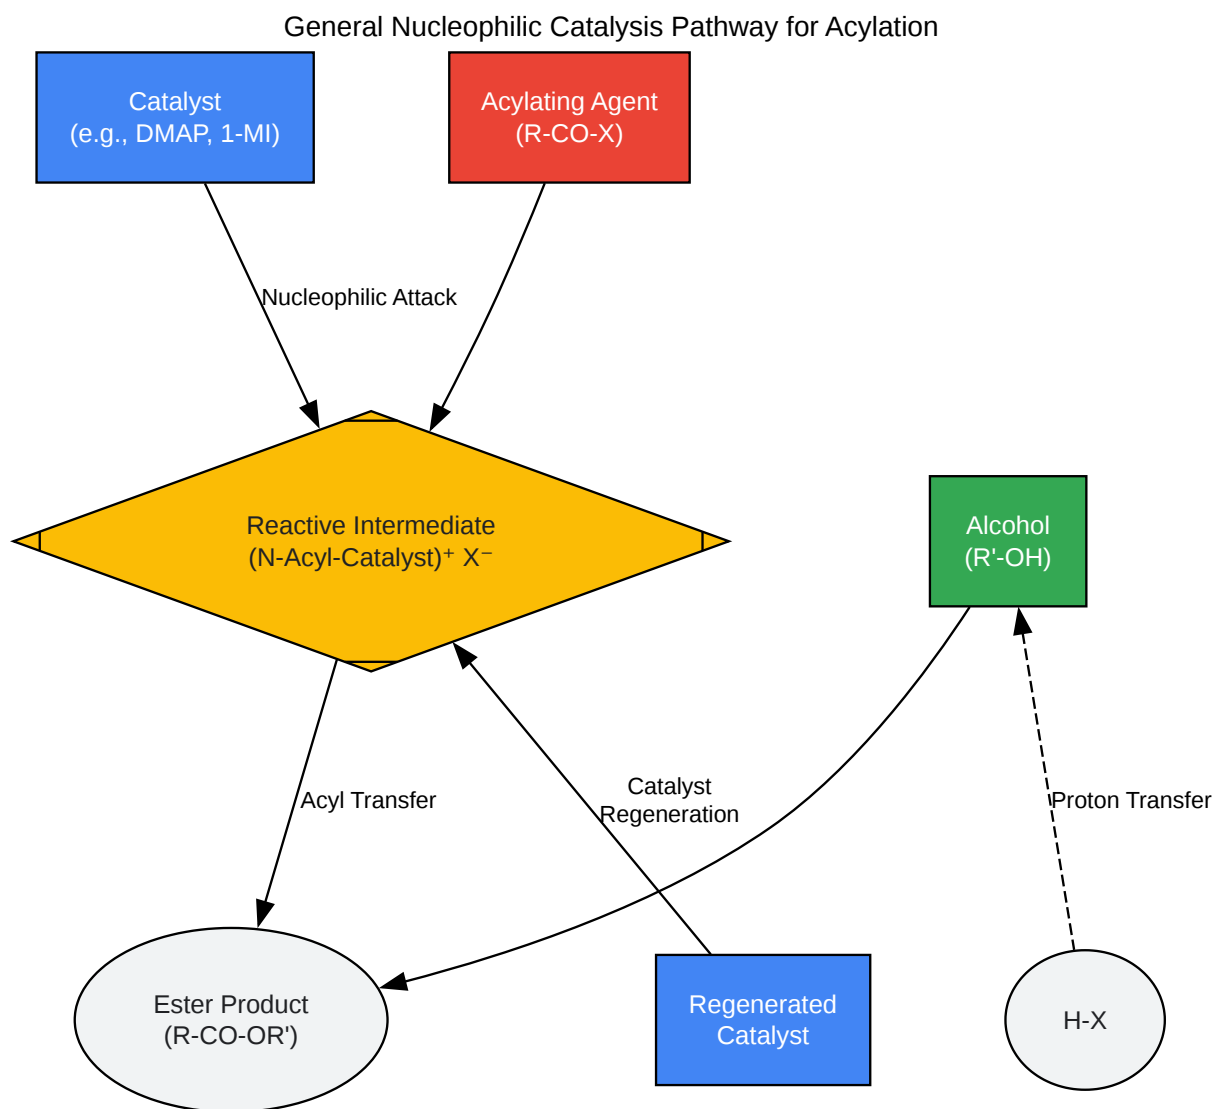 General Nucleophilic Catalysis Pathway for Acylation
Catalyst
(e.g., DMAP, 1-MI)
Acylating Agent
(R-CO-X)
Nucleophilic Attack
Reactive Intermediate
(N-Acyl-Catalyst)⁺ X⁻
Alcohol
(R'-OH)
Acyl Transfer
Catalyst
Regeneration
Proton Transfer
Ester Product
(R-CO-OR')
Regenerated
Catalyst
H-X